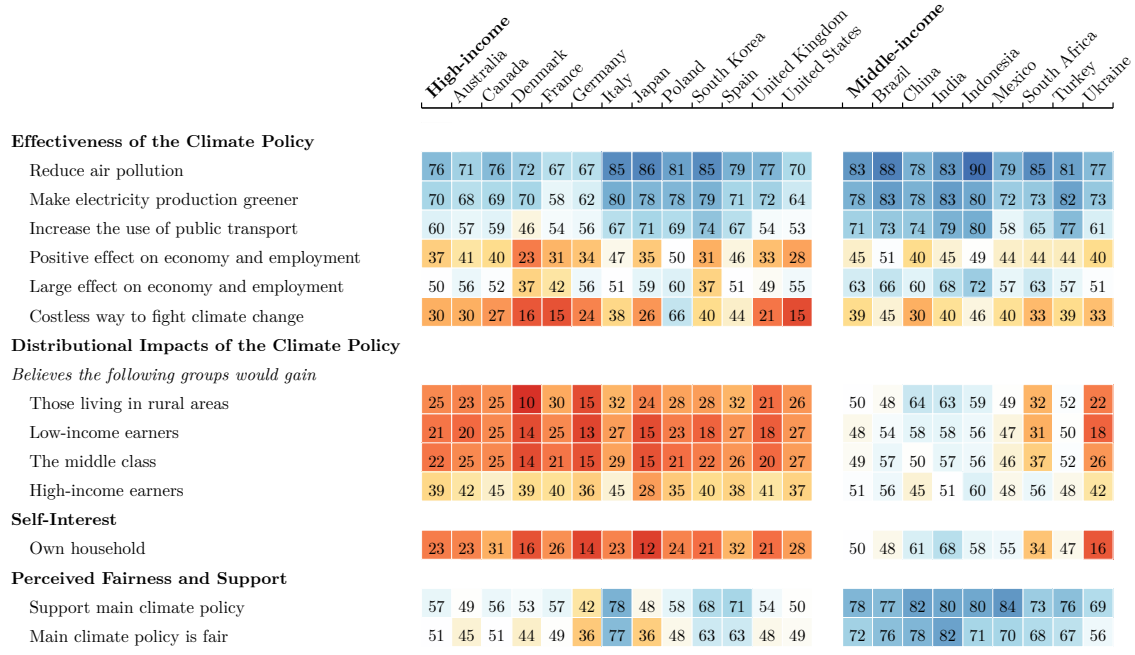 High-income Australia Canada Denmark France Germany Italy Japan Poland South Korea Spain United Kingdom United States Middle-income Brazil China India Indonesia Mexico South Africa Turkey Ukraine
Effectiveness of the Climate Policy
Reduce air pollution 76 71 76 72 67 67 85 86 81 85 79 77 70 83 88 78 83 90 79 85 81 77
Make electricity production greener 70 68 69 70 58 62 80 78 78 79 71 72 64 78 83 78 83 80 72 73 82 73
Increase the use of public transport 60 57 59 46 54 56 67 71 69 74 67 54 53 71 73 74 79 80 58 65 77 61
Positive effect on economy and employment 37 41 40 23 31 34 47 35 50 31 46 33 28 45 51 40 45 49 44 44 44 40
Large effect on economy and employment 50 56 52 37 42 56 51 59 60 37 51 49 55 63 66 60 68 72 57 63 57 51
Costless way to fight climate change 30 30 27 16 15 24 38 26 66 40 44 21 15 39 45 30 40 46 40 33 39 33
Distributional Impacts of the Climate Policy
Believes the following groups would gain
Those living in rural areas 25 23 25 10 30 15 32 24 28 28 32 21 26 50 48 64 63 59 49 32 52 22
Low-income earners 21 20 25 14 25 13 27 15 23 18 27 18 27 48 54 58 58 56 47 31 50 18
The middle class 22 25 25 14 21 15 29 15 21 22 26 20 27 49 57 50 57 56 46 37 52 26
High-income earners 39 42 45 39 40 36 45 28 35 40 38 41 37 51 56 45 51 60 48 56 48 42
Self-Interest
Own household 23 23 31 16 26 14 23 12 24 21 32 21 28 50 48 61 68 58 55 34 47 16
Perceived Fairness and Support
Support main climate policy 57 49 56 53 57 42 78 48 58 68 71 54 50 78 77 82 80 80 84 73 76 69
Main climate policy is fair 51 45 51 44 49 36 77 36 48 63 63 48 49 72 76 78 82 71 70 68 67 56